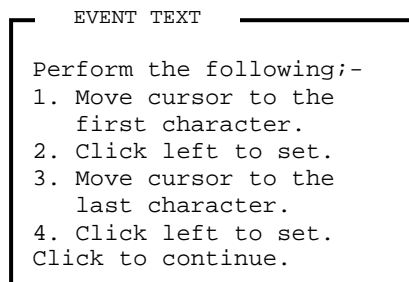 EVENT TEXT
Perform the following;-
1. Move cursor to the
first character.
2. Click left to set.
3. Move cursor to the
last character.
4. Click left to set.
Click to continue.